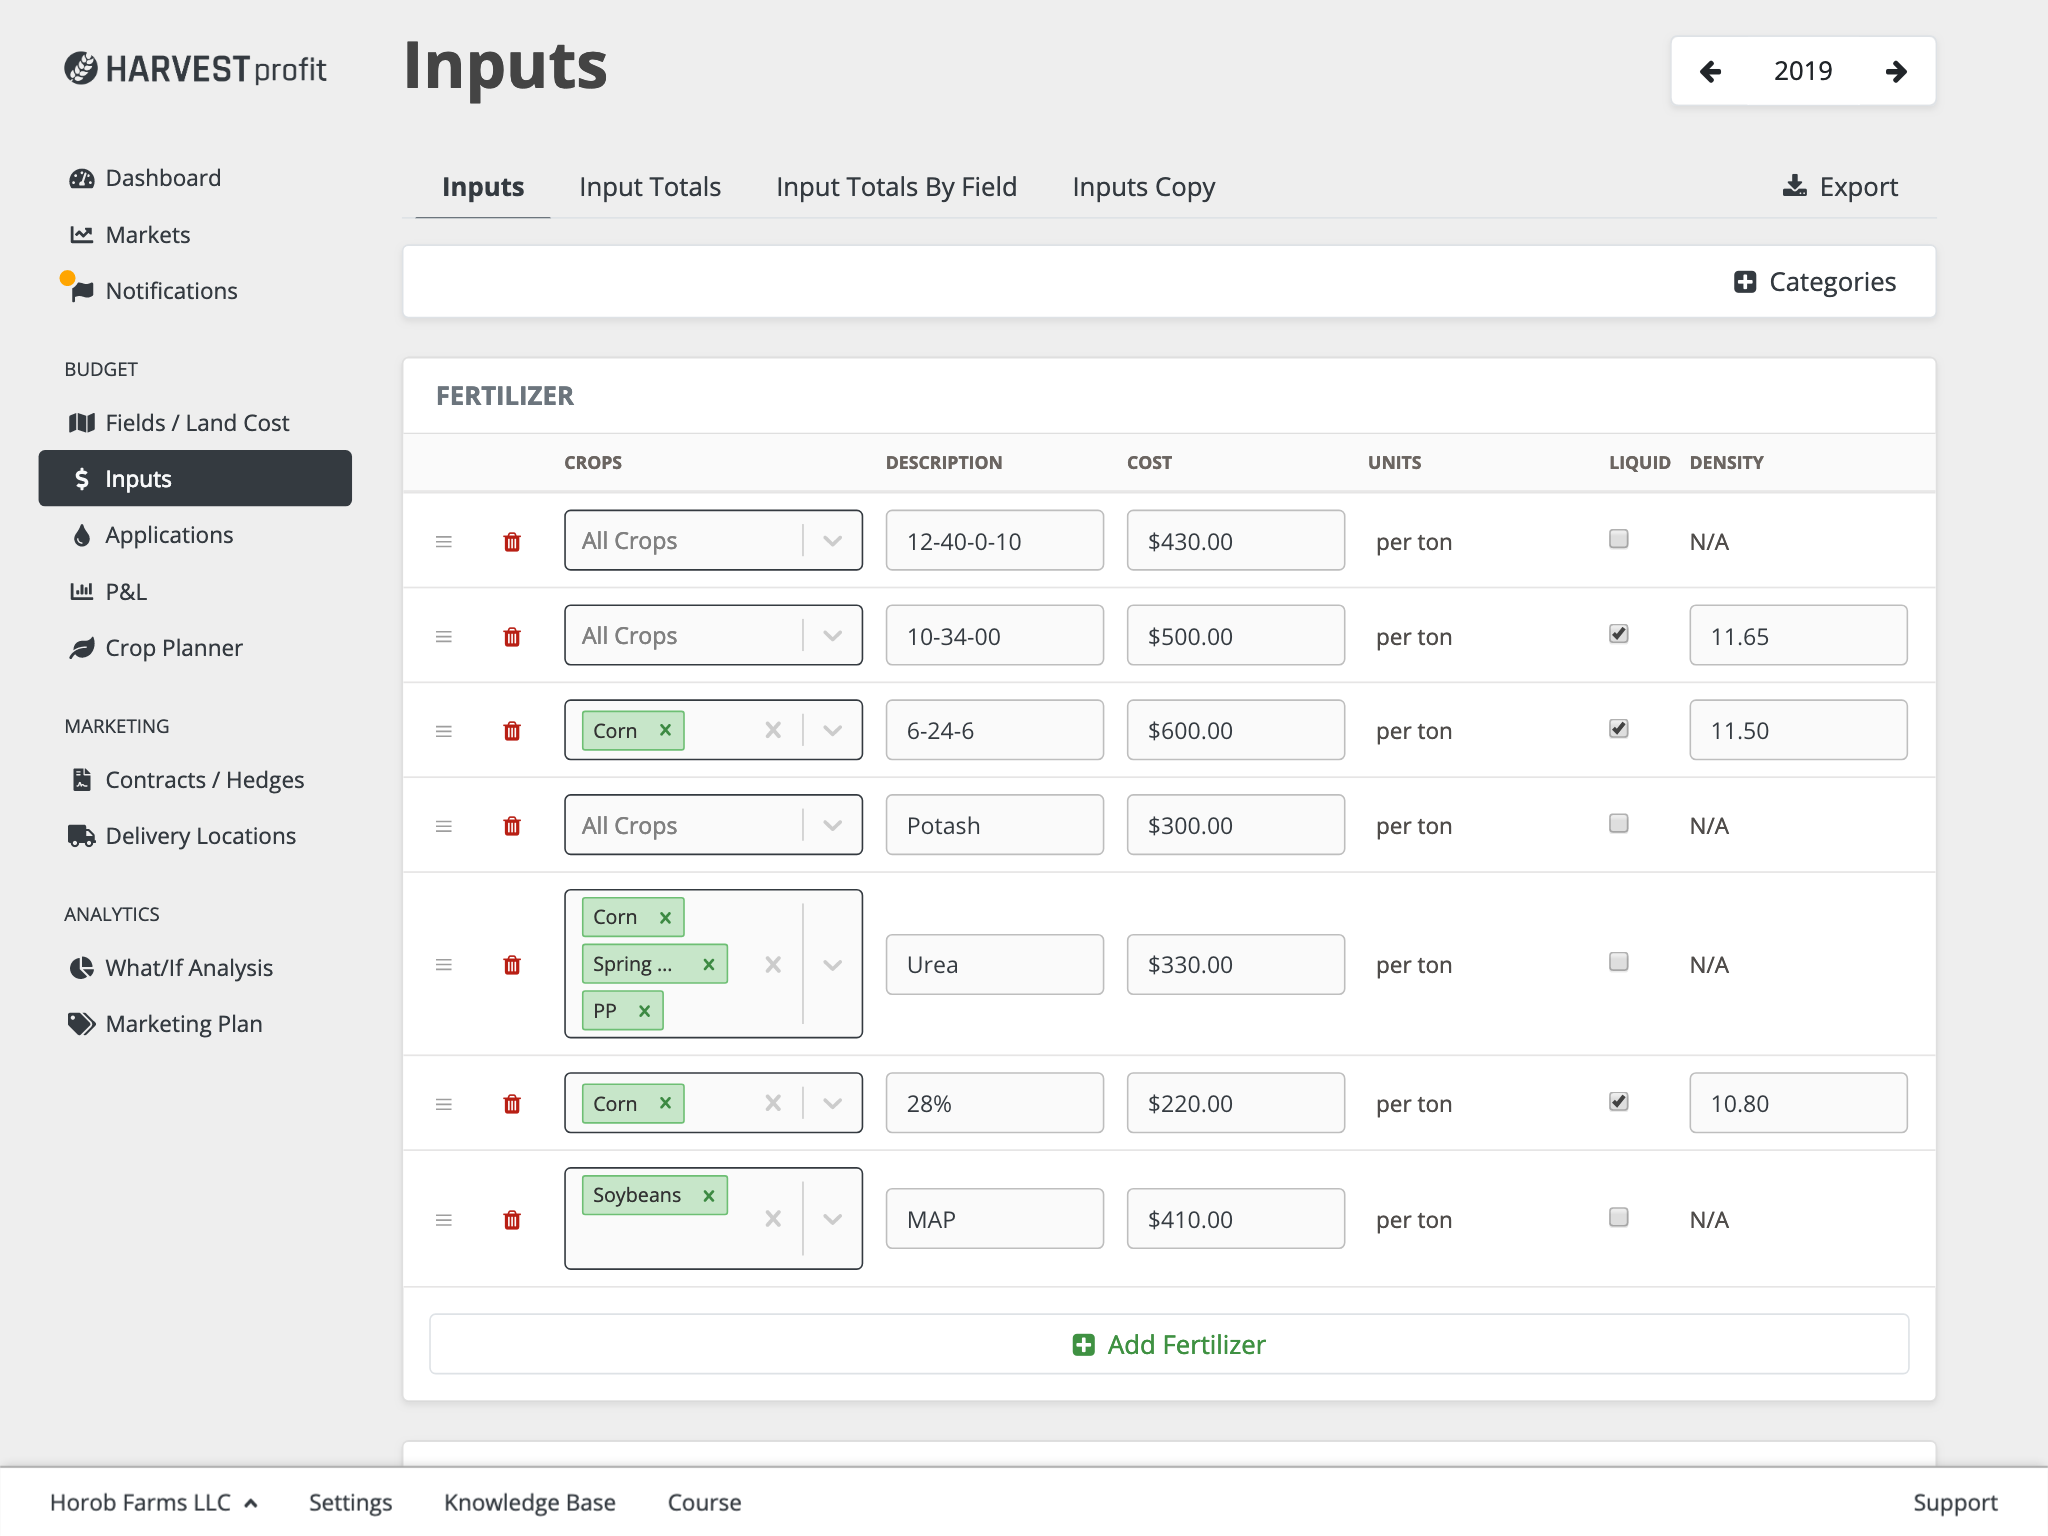 HARVEST profit
Inputs
2019
Dashboard
Markets
Notifications
BUDGET
Fields / Land Cost
Inputs
Applications
P&L
Crop Planner
MARKETING
Contracts / Hedges
Delivery Locations
ANALYTICS
What/If Analysis
Marketing Plan
Inputs Input Totals Input Totals By Field Inputs Copy Export
Categories
FERTILIZER
CROPS DESCRIPTION COST UNITS LIQUID DENSITY
All Crops 12-40-0-10 $430.00 per ton N/A
All Crops 10-34-00 $500.00 per ton 11.65
Corn 6-24-6 $600.00 per ton 11.50
All Crops Potash $300.00 per ton N/A
Corn
Spring ... Urea $330.00 per ton N/A
PP
Corn 28% $220.00 per ton 10.80
Soybeans MAP $410.00 per ton N/A
Add Fertilizer
Horob Farms LLC Settings Knowledge Base Course Support